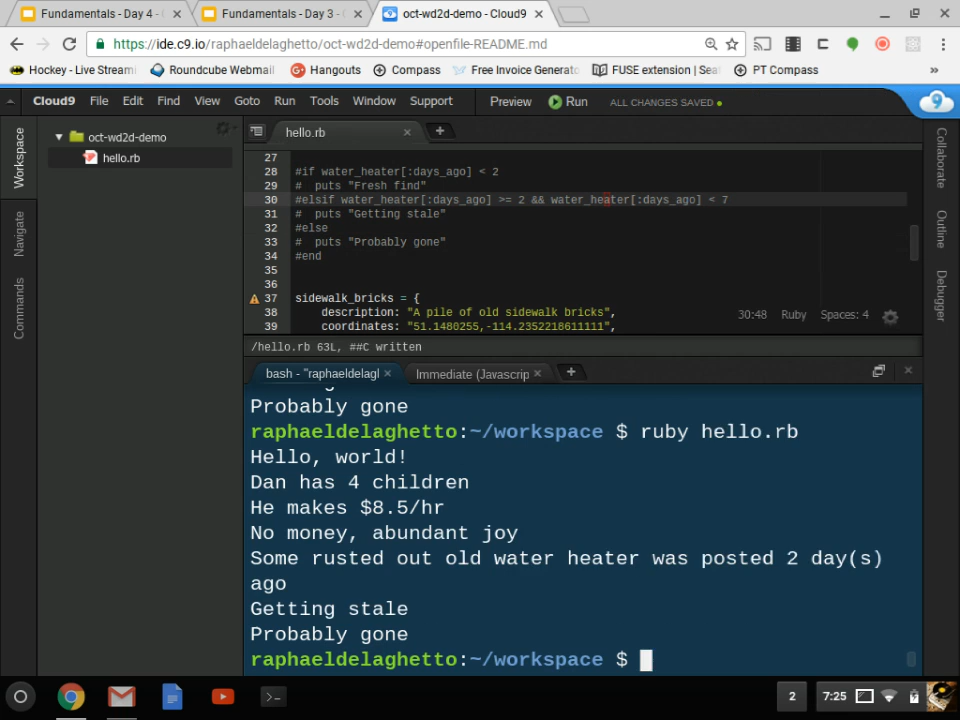 Fundamentals - Day 4 -
Fundamentals - Day 3 -
oct-wd2d-demo - Cloud9
https://ide.c9.io/raphaeldelaghetto/oct-wd2d-demo#openfile-README.md
Hockey - Live Stream
Roundcube Webmail
Hangouts
Compass
Free Invoice Generato
FUSE extension | Sea
PT Compass
»
Cloud9 File Edit Find View Goto Run Tools Window Support Preview Run ALL CHANGES SAVED
Workspace
Navigate
Commands
oct-wd2d-demo
hello.rb
hello.rb
27
28 #if water_heater[:days_ago] < 2
29 #  puts "Fresh find"
30 #elsif water_heater[:days_ago] >= 2 && water_heater[:days_ago] < 7
31 #  puts "Getting stale"
32 #else
33 #  puts "Probably gone"
34 #end
35
36
37 sidewalk_bricks = {
38     description: "A pile of old sidewalk bricks",
39     coordinates: "51.1480255,-114.2352218611111",
30:48 Ruby Spaces: 4
/hello.rb 63L, ##C written
Collaborate
Outline
Debugger
bash - "raphaeldelagl
Immediate (Javascrip
Probably gone
raphaeldelaghetto:~/workspace $ ruby hello.rb
Hello, world!
Dan has 4 children
He makes $8.5/hr
No money, abundant joy
Some rusted out old water heater was posted 2 day(s)
ago
Getting stale
Probably gone
raphaeldelaghetto:~/workspace $
2
7:25